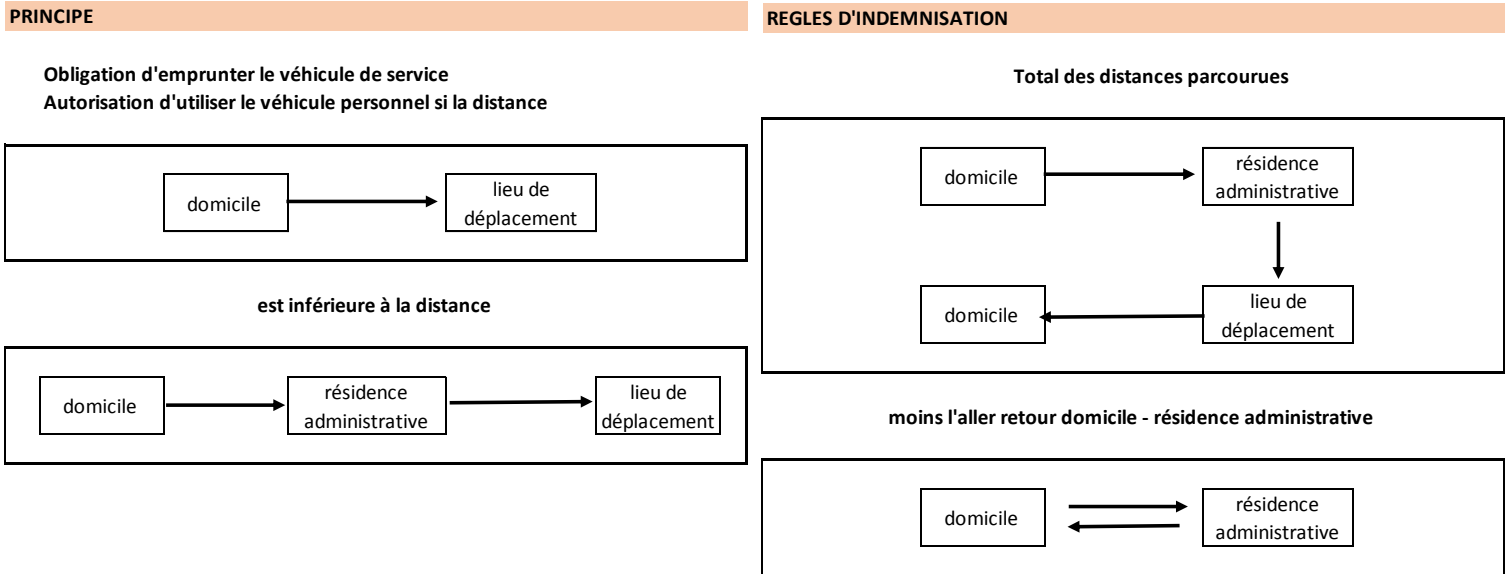 PRINCIPE
Obligation d'emprunter le véhicule de service
Autorisation d'utiliser le véhicule personnel si la distance
domicile
lieu de
déplacement
est inférieure à la distance
domicile
résidence
administrative
lieu de
déplacement
REGLES D'INDEMNISATION
Total des distances parcourues
domicile
résidence
administrative
domicile
lieu de
déplacement
moins l'aller retour domicile - résidence administrative
domicile
résidence
administrative